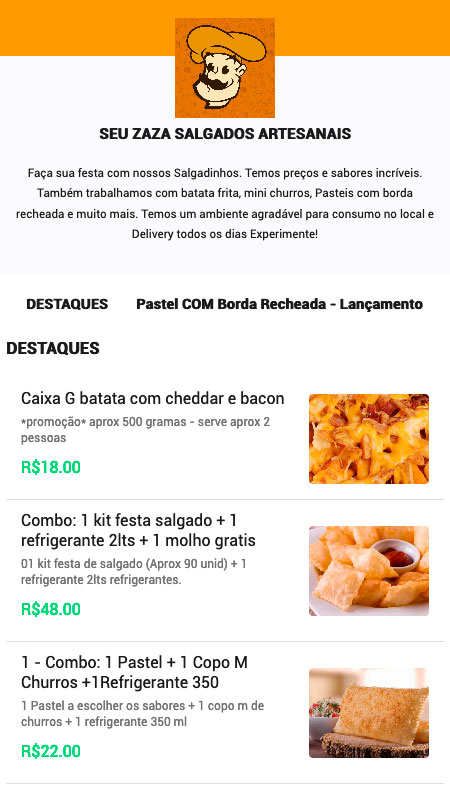 SEU ZAZA SALGADOS ARTESANAIS
Faça sua festa com nossos Salgadinhos. Temos preços e sabores incríveis.
Também trabalhamos com batata frita, mini churros, Pasteis com borda
recheada e muito mais. Temos um ambiente agradável para consumo no local e
Delivery todos os dias Experimente!
DESTAQUES Pastel COM Borda Recheada - Lançamento
DESTAQUES
Caixa G batata com cheddar e bacon
*promoção* aprox 500 gramas - serve aprox 2
pessoas
R$18.00
Combo: 1 kit festa salgado + 1
refrigerante 2lts + 1 molho gratis
01 kit festa de salgado (Aprox 90 unid) + 1
refrigerante 2lts refrigerantes.
R$48.00
1 - Combo: 1 Pastel + 1 Copo M
Churros +1Refrigerante 350
1 Pastel a escolher os sabores + 1 copo m de
churros + 1 refrigerante 350 ml
R$22.00